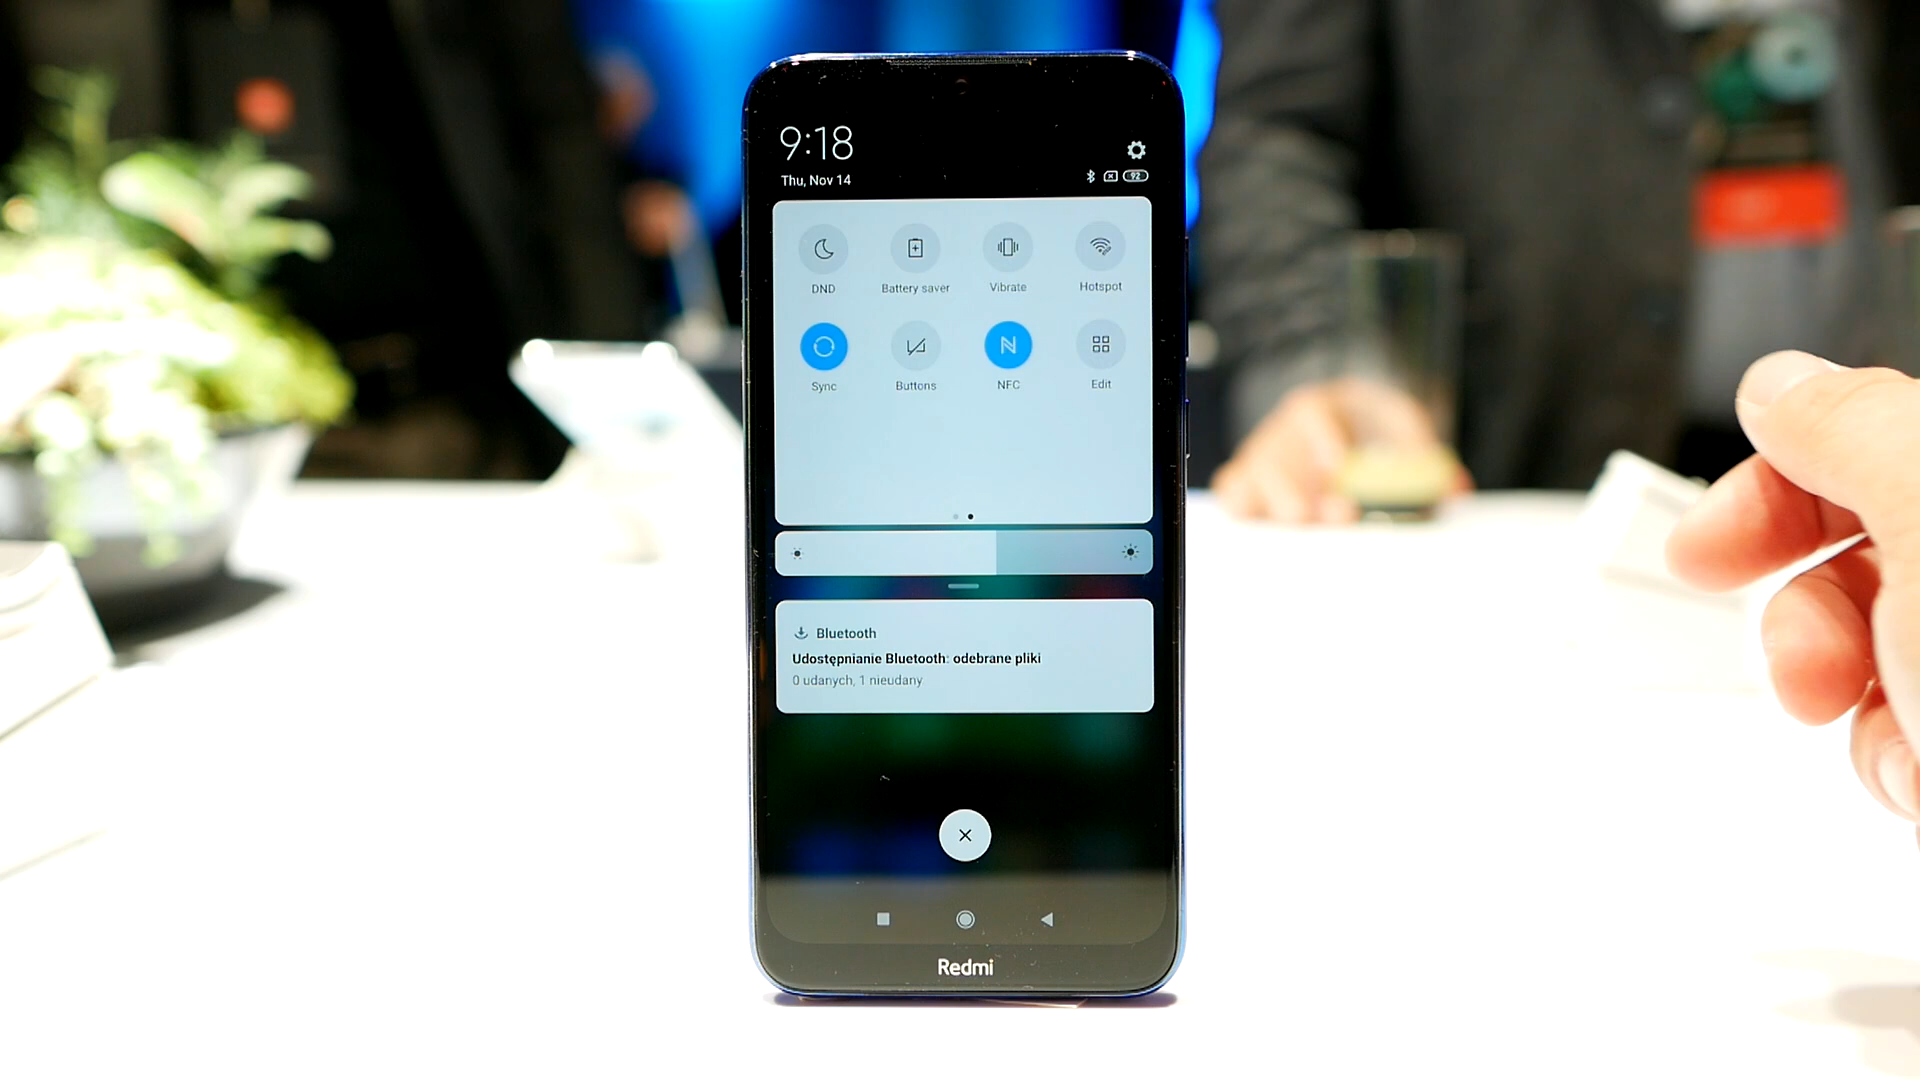 9:18
Thu, Nov 14
92
DND
Battery saver
Vibrate
Hotspot
Sync
Buttons
NFC
Edit
Bluetooth
Udostępnianie Bluetooth: odebrane pliki
0 udanych, 1 nieudany
Redmi